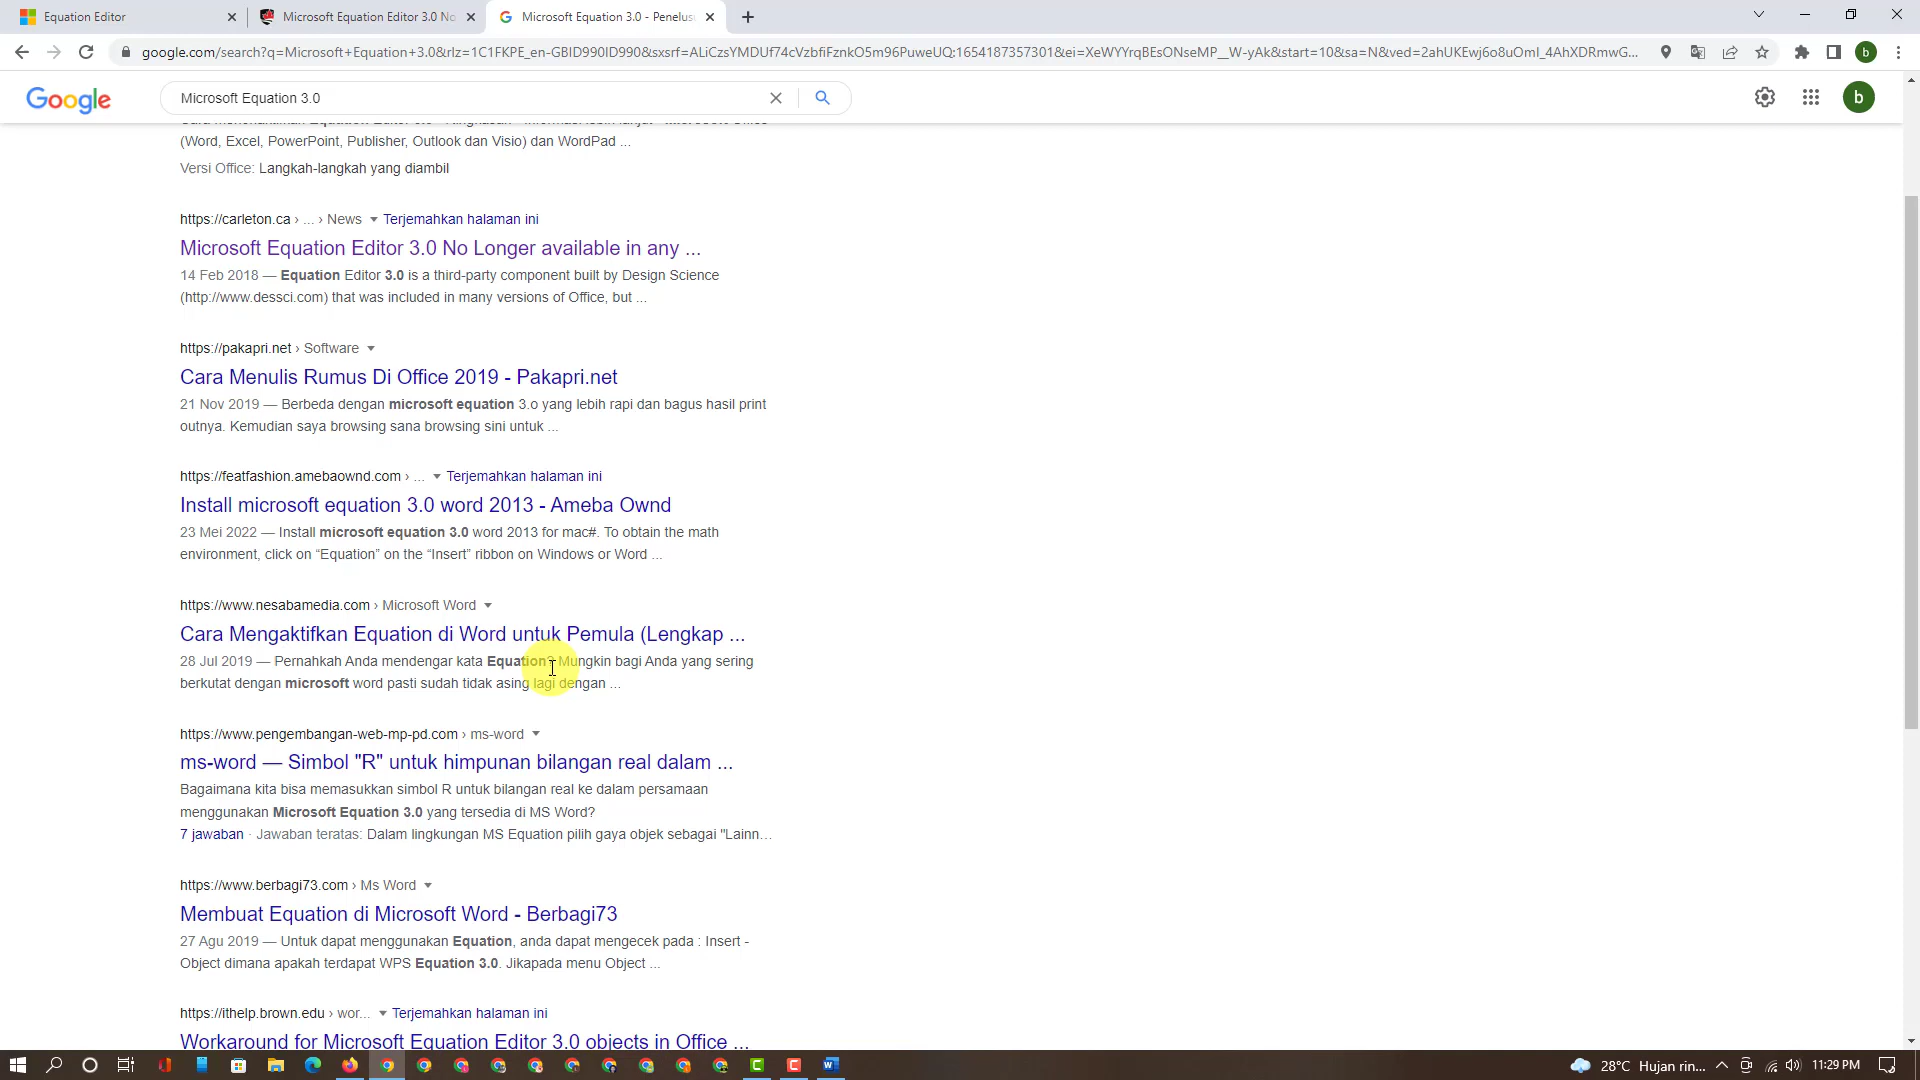 Equation Editor
Microsoft Equation Editor 3.0 No
Microsoft Equation 3.0 - Penelus
google.com/search?q=Microsoft+Equation+3.0&rlz=1C1FKPE_en-GBID990ID990&sxsrf=ALiCzsYMDUf74cVzbfiFznkO5m96PuweUQ:1654187357301&ei=XeWYYrqBEsONseMP__W-yAk&start=10&sa=N&ved=2ahUKEwj6o8uOml_4AhXDRmwG...
b
Google
Microsoft Equation 3.0
b
(Word, Excel, PowerPoint, Publisher, Outlook dan Visio) dan WordPad ...
Versi Office: Langkah-langkah yang diambil
https://carleton.ca › ... › News Terjemahkan halaman ini
Microsoft Equation Editor 3.0 No Longer available in any ...
14 Feb 2018 — Equation Editor 3.0 is a third-party component built by Design Science
(http://www.dessci.com) that was included in many versions of Office, but ...
https://pakapri.net › Software
Cara Menulis Rumus Di Office 2019 - Pakapri.net
21 Nov 2019 — Berbeda dengan microsoft equation 3.o yang lebih rapi dan bagus hasil print
outnya. Kemudian saya browsing sana browsing sini untuk ...
https://featfashion.amebaownd.com › ... Terjemahkan halaman ini
Install microsoft equation 3.0 word 2013 - Ameba Ownd
23 Mei 2022 — Install microsoft equation 3.0 word 2013 for mac#. To obtain the math
environment, click on “Equation” on the “Insert” ribbon on Windows or Word ...
https://www.nesabamedia.com › Microsoft Word
Cara Mengaktifkan Equation di Word untuk Pemula (Lengkap ...
28 Jul 2019 — Pernahkah Anda mendengar kata Equation? Mungkin bagi Anda yang sering
berkutat dengan microsoft word pasti sudah tidak asing lagi dengan ...
https://www.pengembangan-web-mp-pd.com › ms-word
ms-word — Simbol "R" untuk himpunan bilangan real dalam ...
Bagaimana kita bisa memasukkan simbol R untuk bilangan real ke dalam persamaan
menggunakan Microsoft Equation 3.0 yang tersedia di MS Word?
7 jawaban · Jawaban teratas: Dalam lingkungan MS Equation pilih gaya objek sebagai "Lainn...
https://www.berbagi73.com › Ms Word
Membuat Equation di Microsoft Word - Berbagi73
27 Agu 2019 — Untuk dapat menggunakan Equation, anda dapat mengecek pada : Insert -
Object dimana apakah terdapat WPS Equation 3.0. Jikapada menu Object ...
https://ithelp.brown.edu › wor... Terjemahkan halaman ini
Workaround for Microsoft Equation Editor 3.0 objects in Office ...
28°C Hujan rin... 11:29 PM